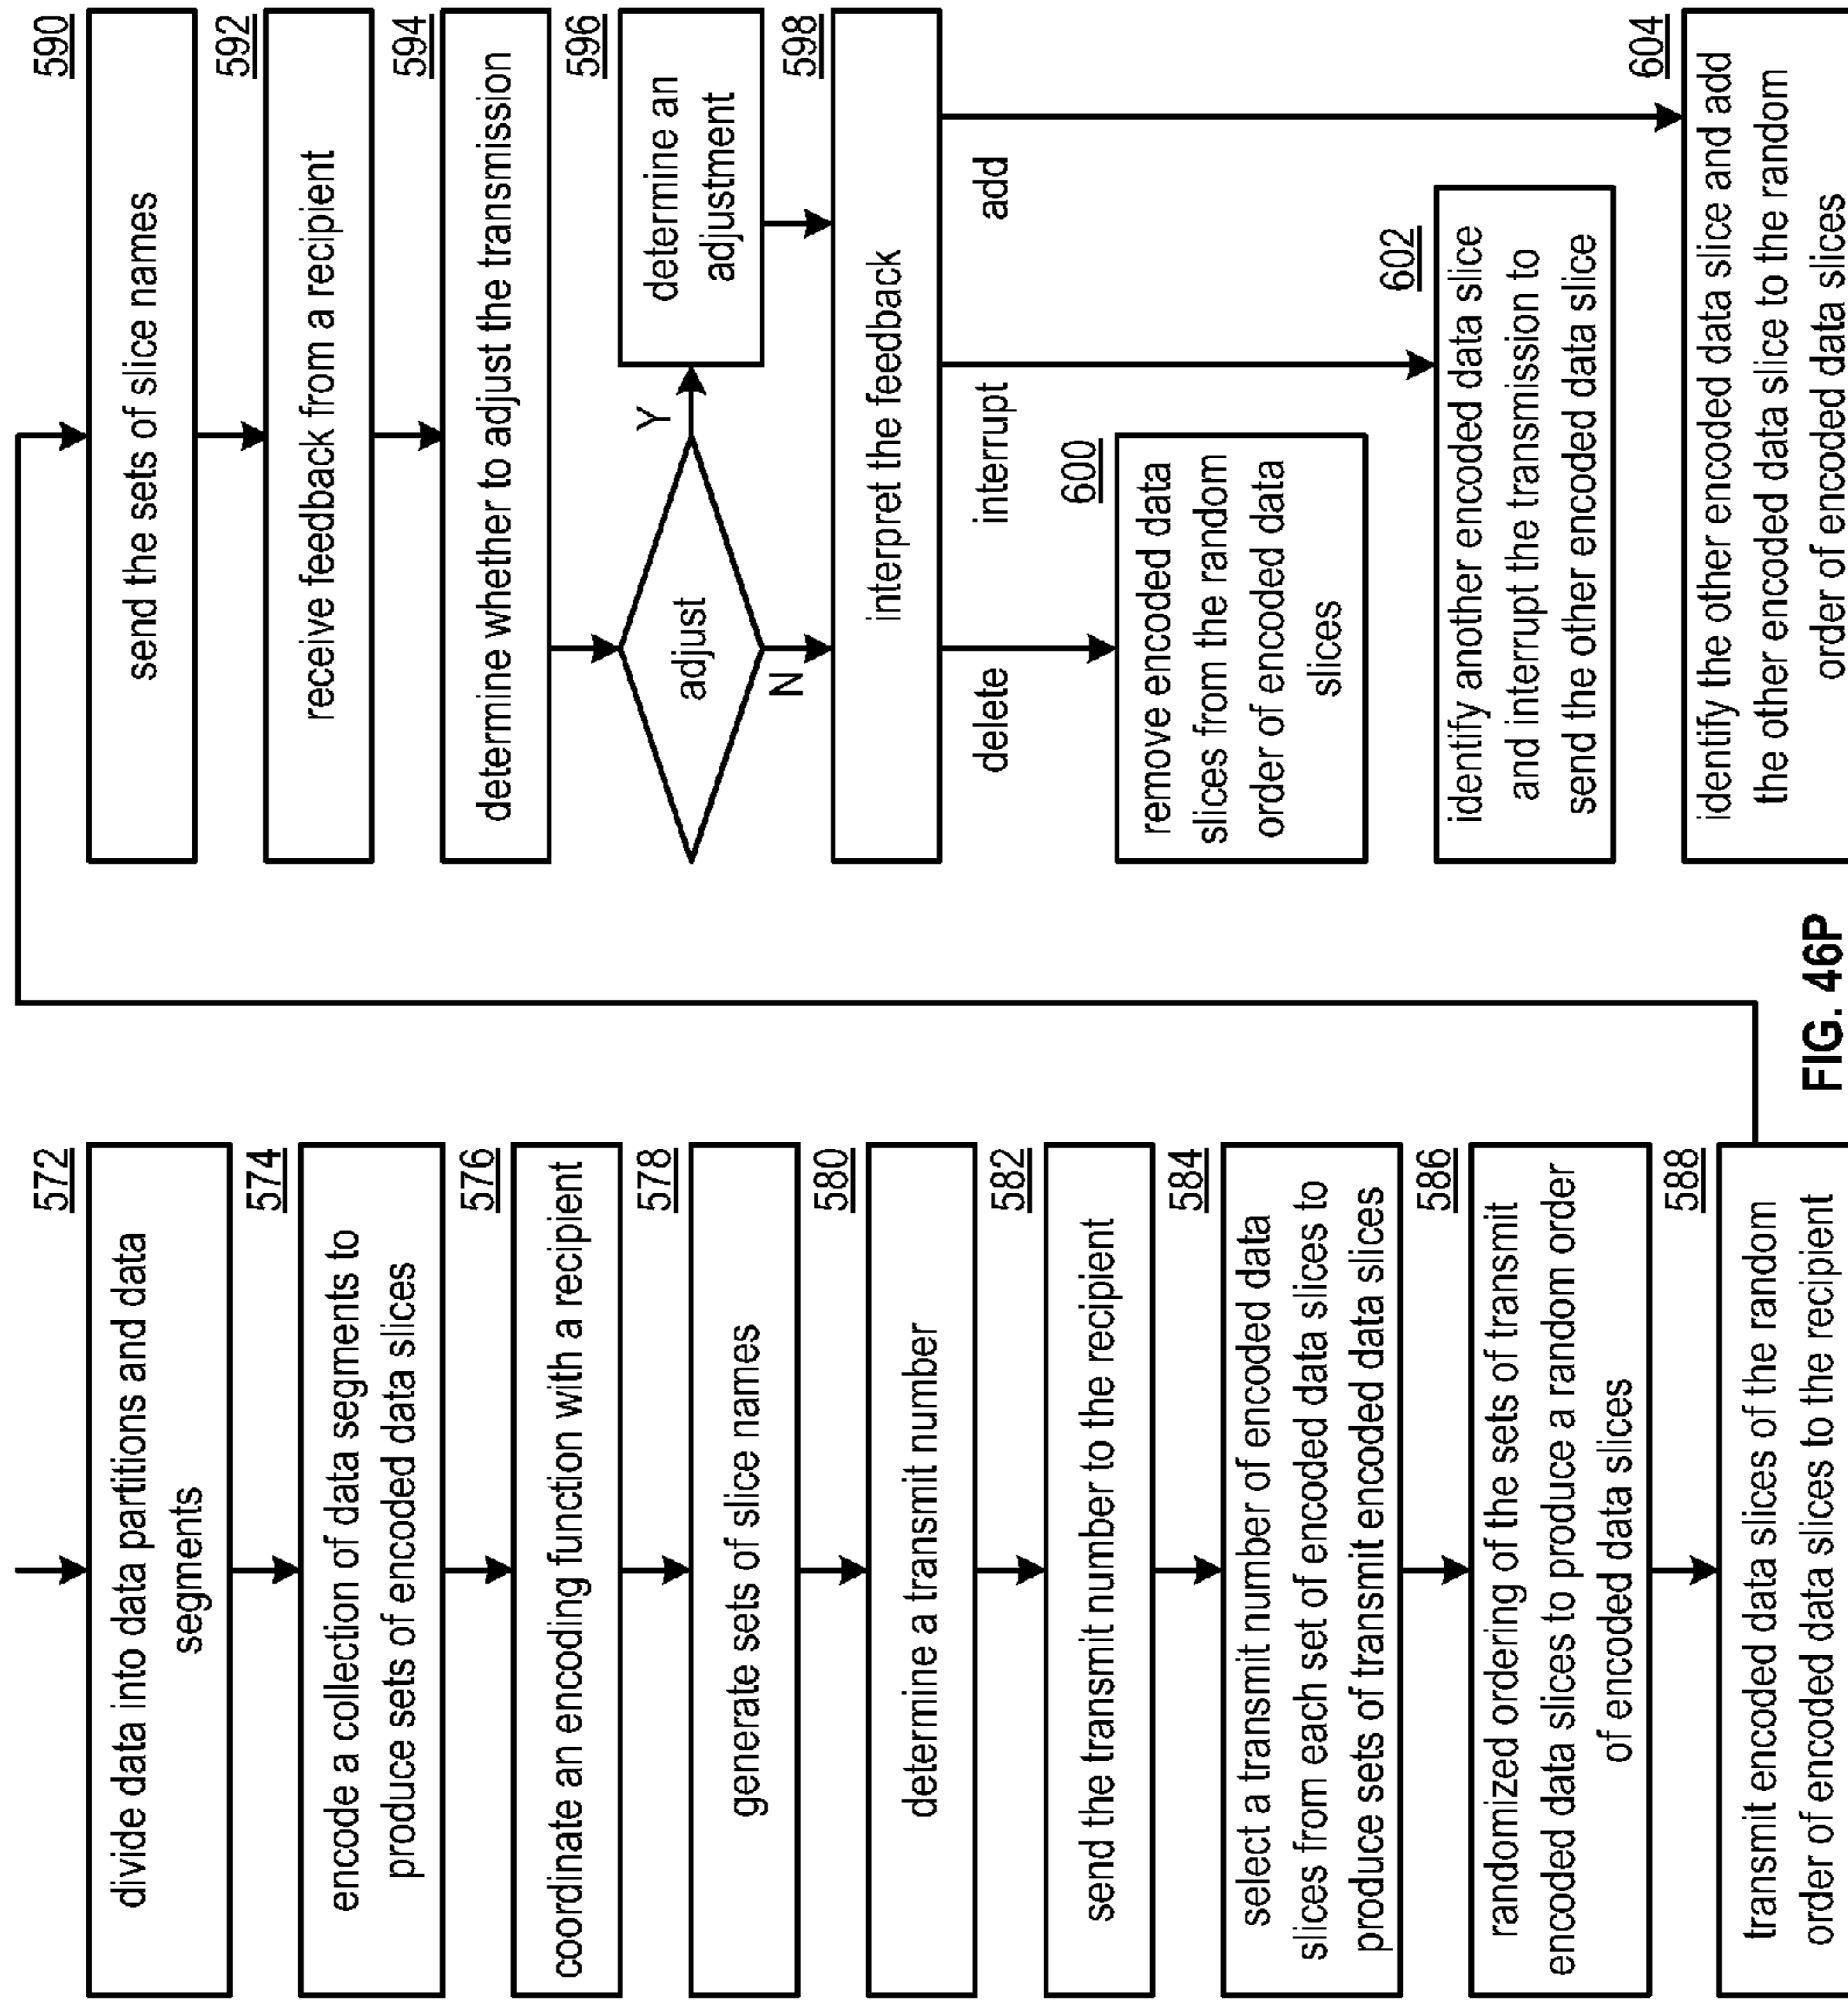 572
divide data into data partitions and data
segments
574
encode a collection of data segments to
produce sets of encoded data slices
576
coordinate an encoding function with a recipient
578
generate sets of slice names
580
determine a transmit number
582
send the transmit number to the recipient
584
select a transmit number of encoded data
slices from each set of encoded data slices to
produce sets of transmit encoded data slices
586
randomized ordering of the sets of transmit
encoded data slices to produce a random order
of encoded data slices
588
transmit encoded data slices of the random
order of encoded data slices to the recipient
590
send the sets of slice names
592
receive feedback from a recipient
594
determine whether to adjust the transmission
adjust
Y
N
596
determine an
adjustment
598
interpret the feedback
delete
interrupt
add
600
remove encoded data
slices from the random
order of encoded data
slices
602
identify another encoded data slice
and interrupt the transmission to
send the other encoded data slice
604
identify the other encoded data slice and add
the other encoded data slice to the random
order of encoded data slices
FIG. 46P